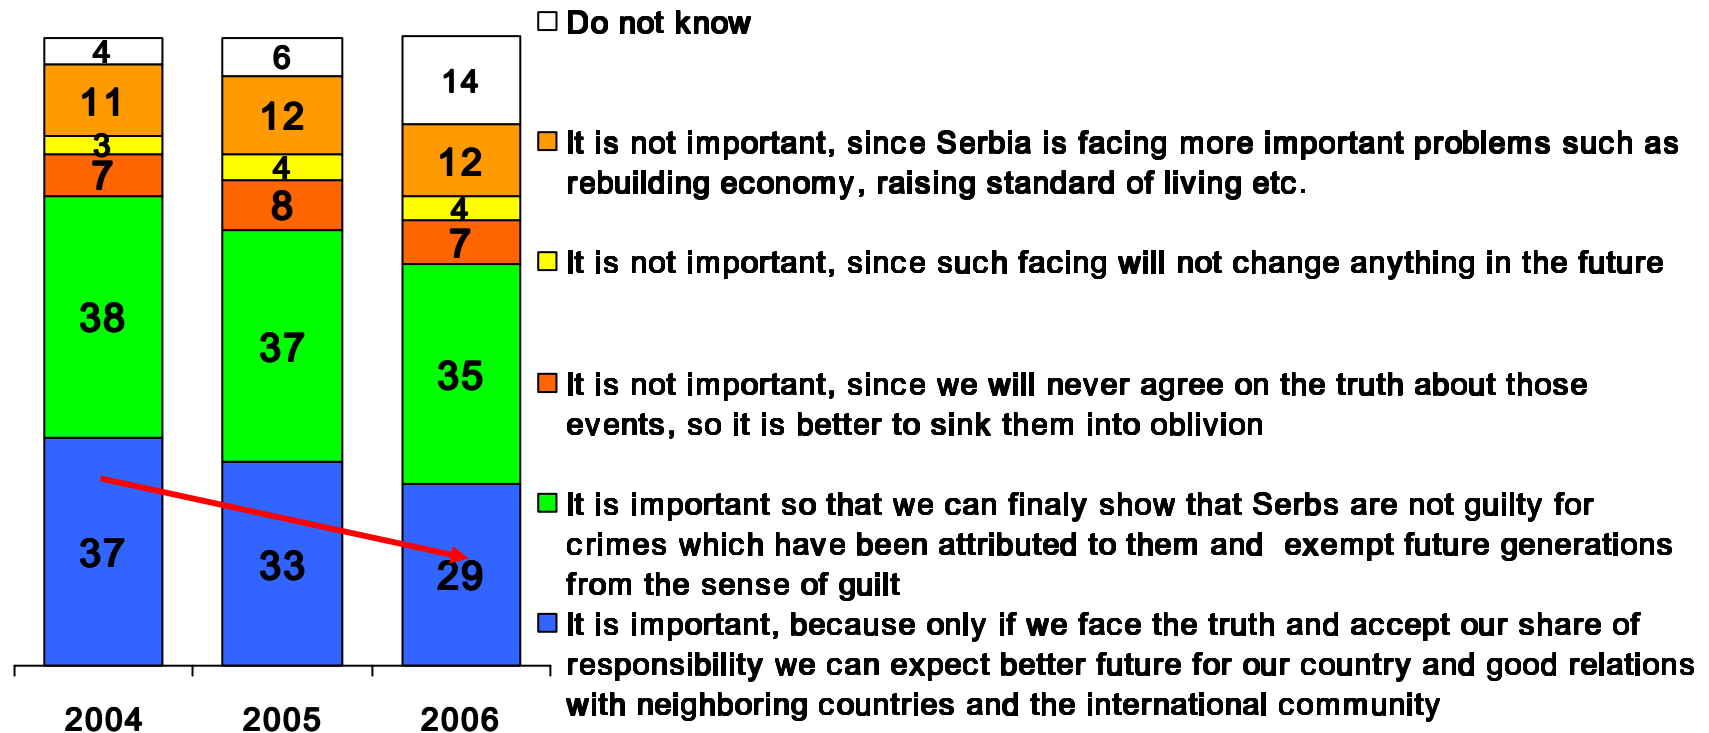 Do not know
It is not important, since Serbia is facing more important problems such as
rebuilding economy, raising standard of living etc.
It is not important, since such facing will not change anything in the future
It is not important, since we will never agree on the truth about those
events, so it is better to sink them into oblivion
It is important so that we can finaly show that Serbs are not guilty for
crimes which have been attributed to them and exempt future generations
from the sense of guilt
It is important, because only if we face the truth and accept our share of
responsibility we can expect better future for our country and good relations
with neighboring countries and the international community
4
11
3
7
38
37
6
12
4
8
37
33
14
12
4
7
35
29
2004 2005 2006